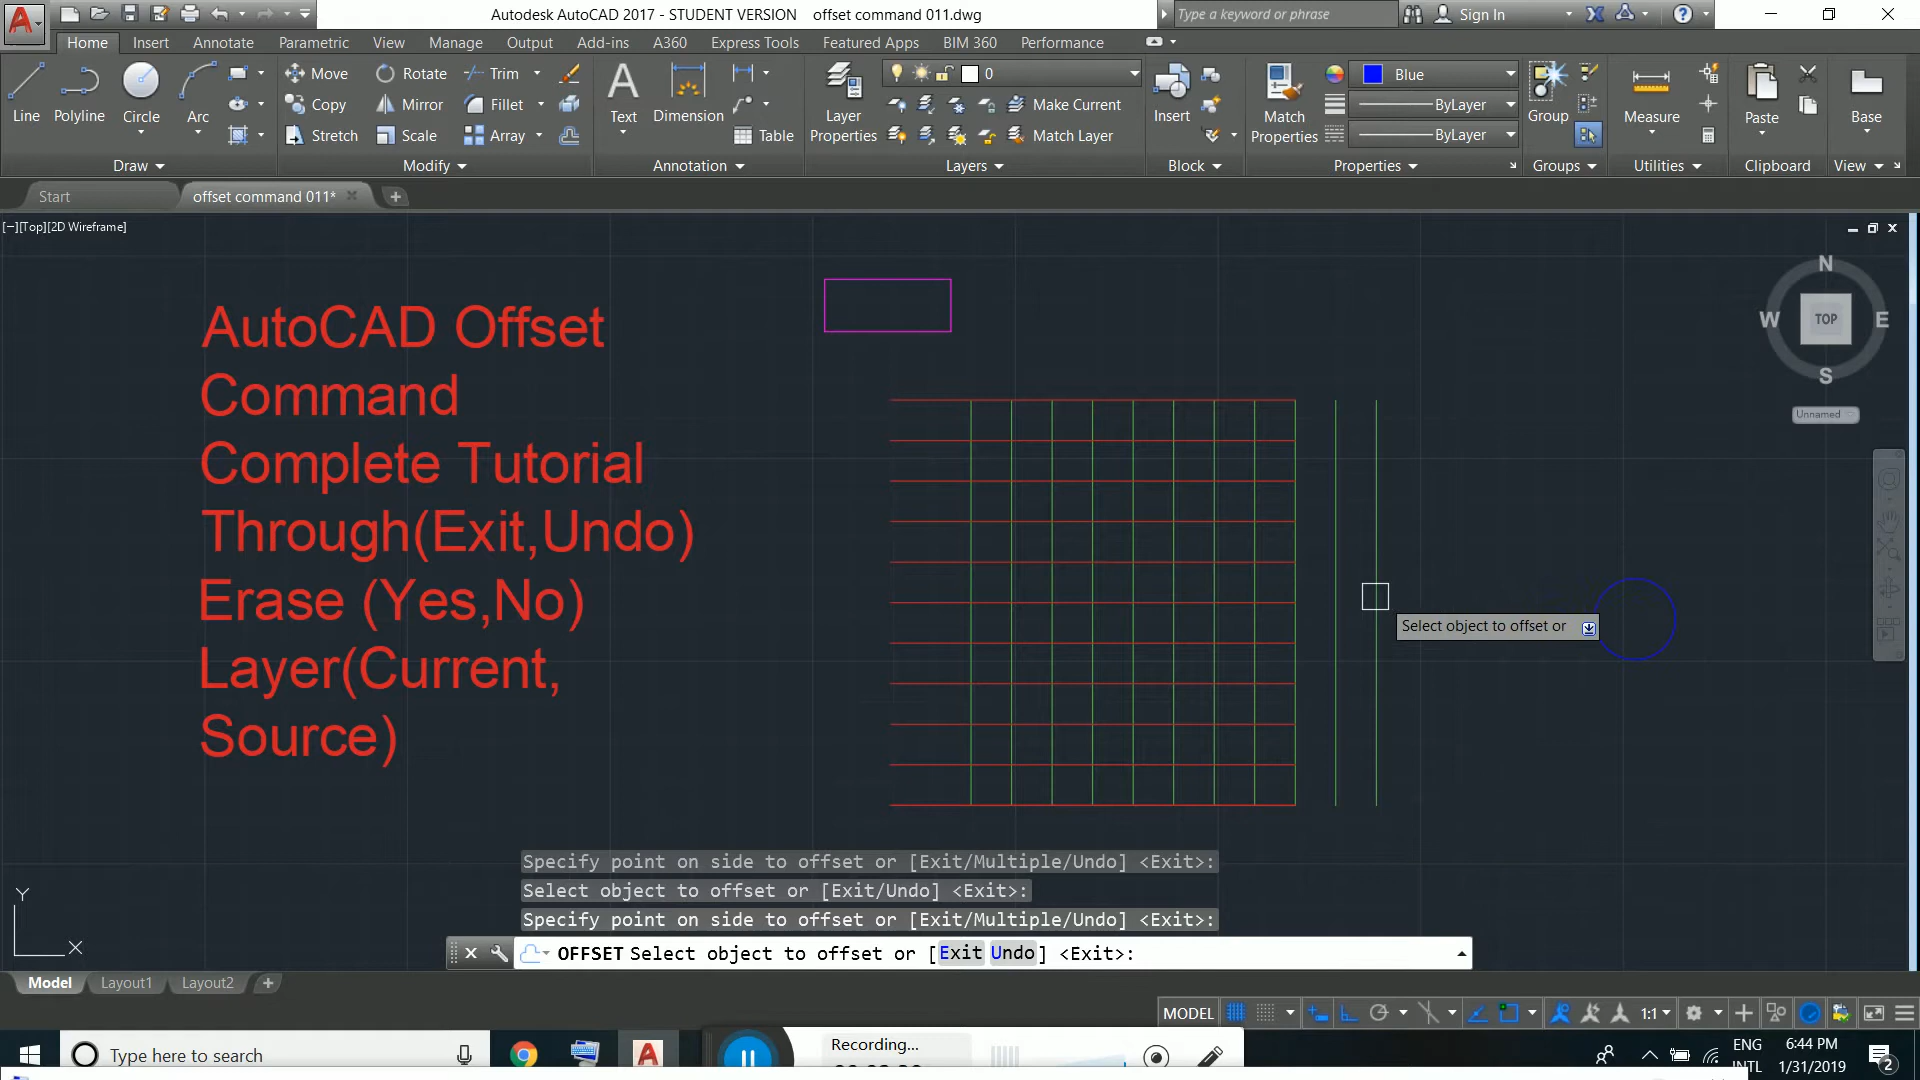 Autodesk AutoCAD 2017 - STUDENT VERSION offset command 011.dwg
Type a keyword or phrase
Sign In
Home Insert Annotate Parametric View Manage Output Add-ins A360 Express Tools Featured Apps BIM 360 Performance
Line Polyline Circle Arc
Move Rotate Trim
Copy Mirror Fillet
Stretch Scale Array
Text Dimension Table
Layer Properties
0
Make Current
Match Layer
Insert
Match Properties
Blue
ByLayer
ByLayer
Group Measure Paste Base
Draw Modify Annotation Layers Block Properties Groups Utilities Clipboard View
Start offset command 011*
[−][Top][2D Wireframe]
N
W TOP E
S
Unnamed
AutoCAD Offset
Command
Complete Tutorial
Through(Exit,Undo)
Erase (Yes,No)
Layer(Current,
Source)
Select object to offset or
Specify point on side to offset or [Exit/Multiple/Undo] <Exit>:
Select object to offset or [Exit/Undo] <Exit>:
Specify point on side to offset or [Exit/Multiple/Undo] <Exit>:
OFFSET Select object to offset or [Exit Undo] <Exit>:
Y
X
Model Layout1 Layout2
MODEL 1:1
Type here to search
Recording...
ENG
INTL
6:44 PM
1/31/2019
2